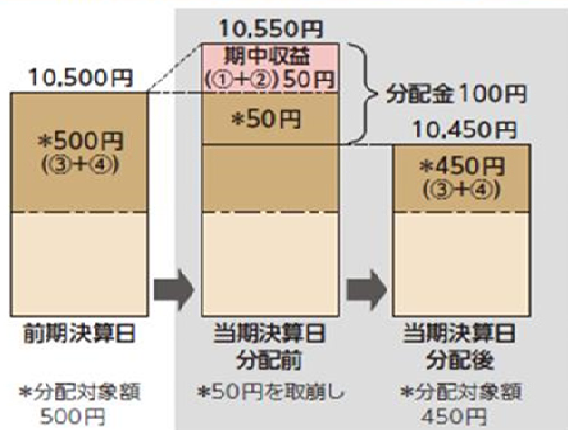 10,550円
期中収益
(①+②)50円
10,500円
分配金100円
*50円
10,450円
*500円
(③+④)
*450円
(③+④)
前期決算日
当期決算日
分配前
当期決算日
分配後
*分配対象額
500円
*50円を取崩し
*分配対象額
450円